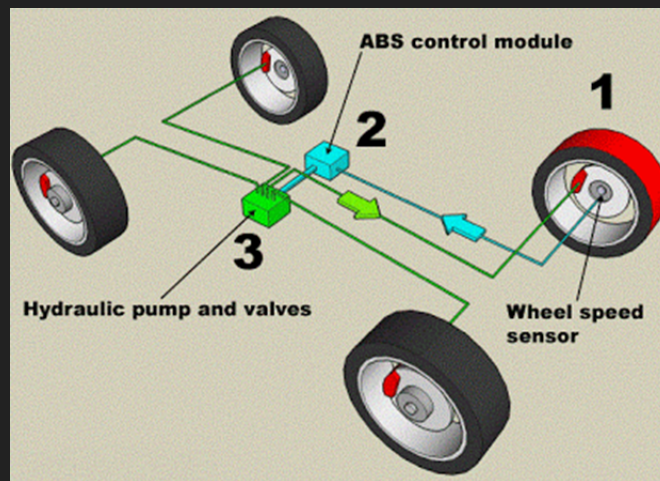 ABS control module
1
2
3
Hydraulic pump and valves
Wheel speed
sensor